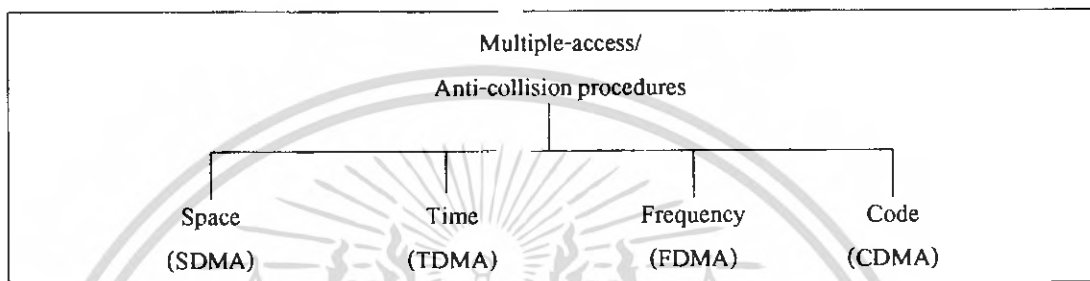 Multiple-access/
Anti-collision procedures
Space Time Frequency Code
(SDMA) (TDMA) (FDMA) (CDMA)